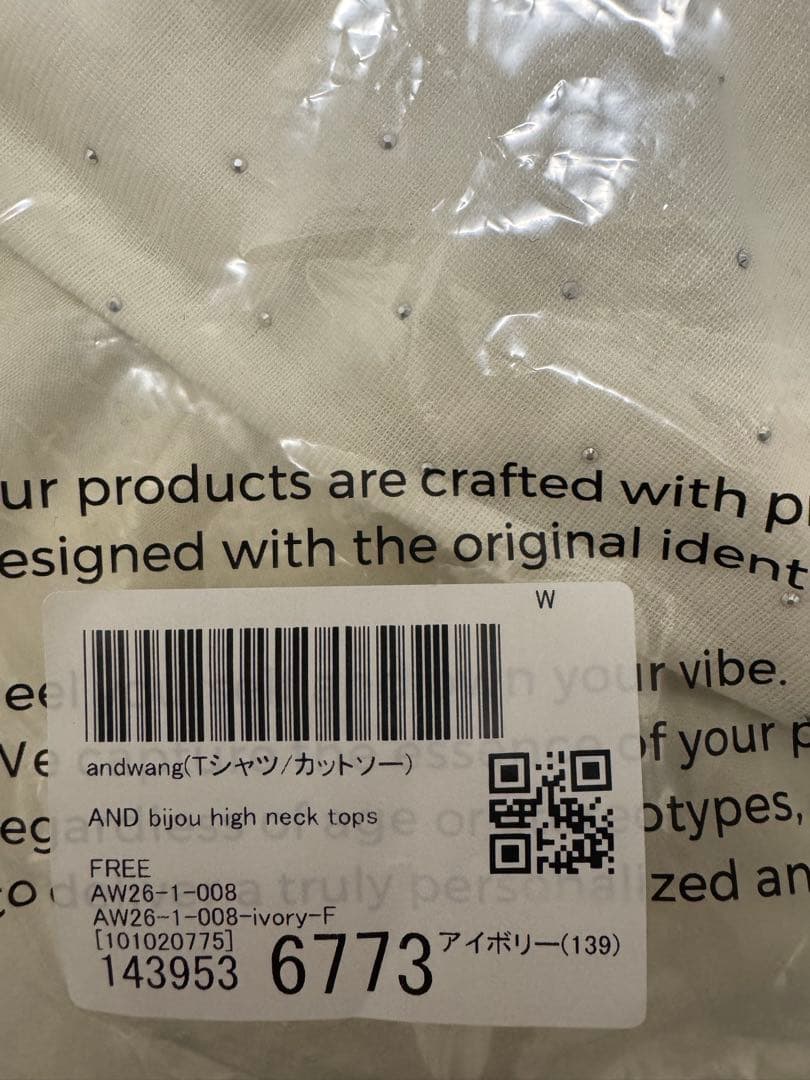 ur products are crafted with p
esigned with the original ident
W
ur vibe.
of your p
andwang(Tシャツ/カットソー)
AND bijou high neck tops
otypes,
FREE
AW26-1-008
zed an
AW26-1-008-ivory-F
[101020775]
143953 6773 アイボリー(139)